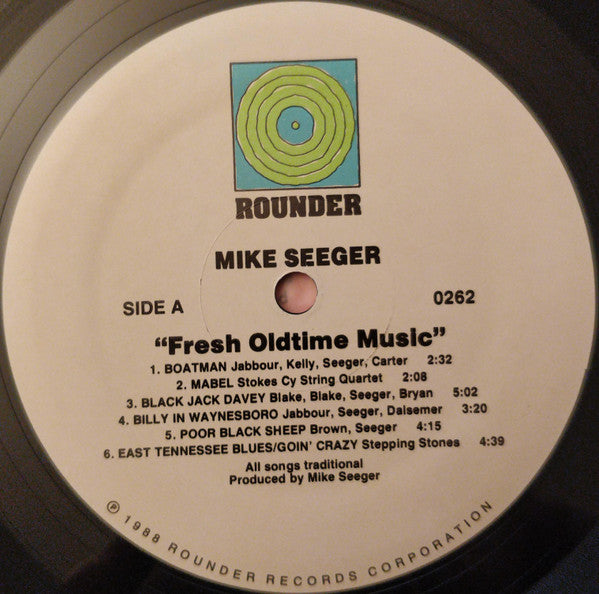 ROUNDER
MIKE SEEGER
SIDE A
0262
“Fresh Oldtime Music”
1. BOATMAN Jabbour, Kelly, Seeger, Carter 2:32
2. MABEL Stokes Cy String Quartet 2:08
3. BLACK JACK DAVEY Blake, Blake, Seeger, Bryan 5:02
4. BILLY IN WAYNESBORO Jabbour, Seeger, Dalsemer 3:20
5. POOR BLACK SHEEP Brown, Seeger 4:15
6. EAST TENNESSEE BLUES/GOIN’ CRAZY Stepping Stones 4:39
All songs traditional
Produced by Mike Seeger
℗ 1988 ROUNDER RECORDS CORPORATION